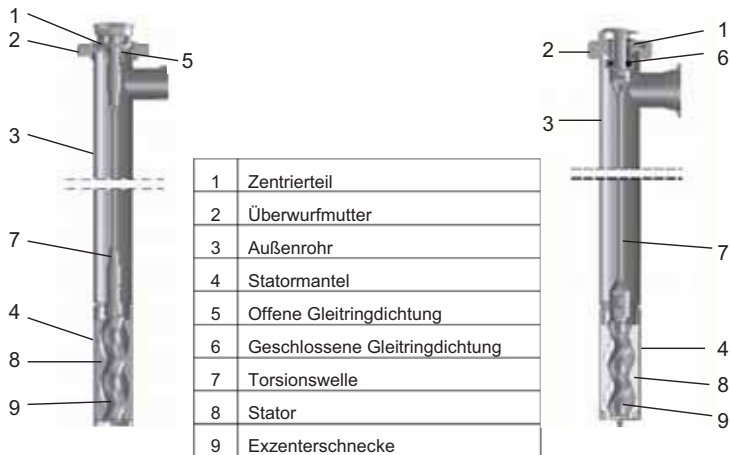 1
2
3
5
7
4
8
9
1 Zentrierteil
2 Überwurfmutter
3 Außenrohr
4 Statormantel
5 Offene Gleitringdichtung
6 Geschlossene Gleitringdichtung
7 Torsionswelle
8 Stator
9 Exzenterschnecke
1
2
6
3
7
4
8
9